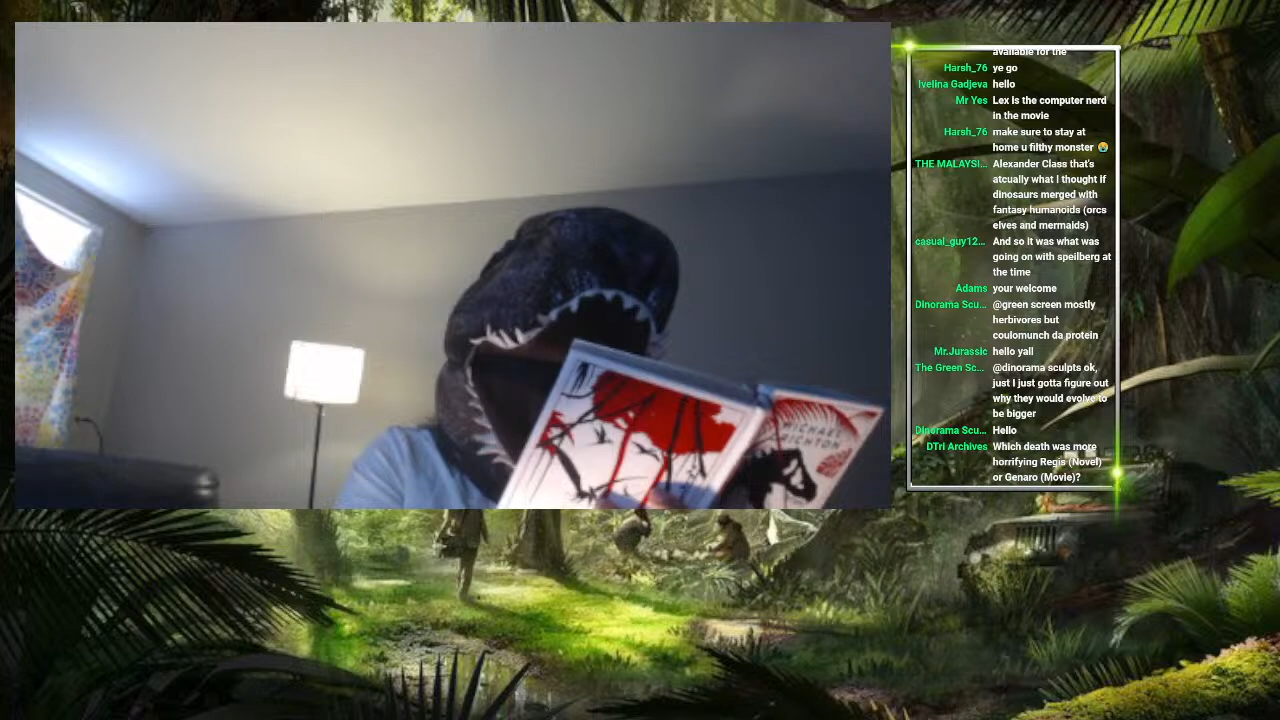 available for the
Harsh_76 ye go
Ivelina Gadjeva hello
Mr Yes Lex is the computer nerd
in the movie
Harsh_76 make sure to stay at
home u filthy monster 😭
THE MALAYSI... Alexander Class that's
atcually what I thought if
dinosaurs merged with
fantasy humanoids (orcs
elves and mermaids)
casual_guy12... And so it was what was
going on with speilberg at
the time
Adams your welcome
Dinorama Scu... @green screen mostly
herbivores but
coulomunch da protein
Mr.Jurassic hello yall
The Green Sc... @dinorama sculpts ok,
just I just gotta figure out
why they would evolve to
be bigger
Dinorama Scu... Hello
DTri Archives Which death was more
horrifying Regis (Novel)
or Genaro (Movie)?
MICHAEL
CRICHTON